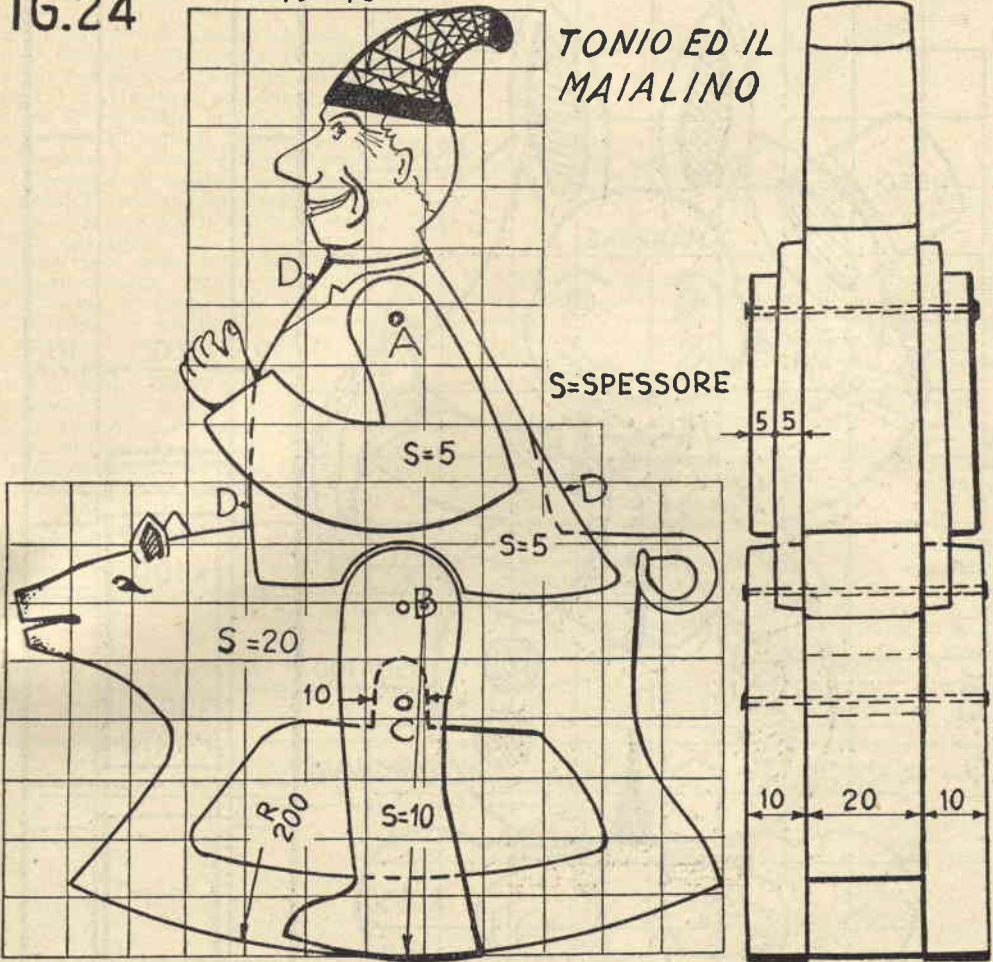 IG.24
TONIO ED IL
MAIALINO
D
A
S=SPESSORE
5 5
S=5
D
D
S=5
B
S=20
10
C
R
200
S=10
10
20
10